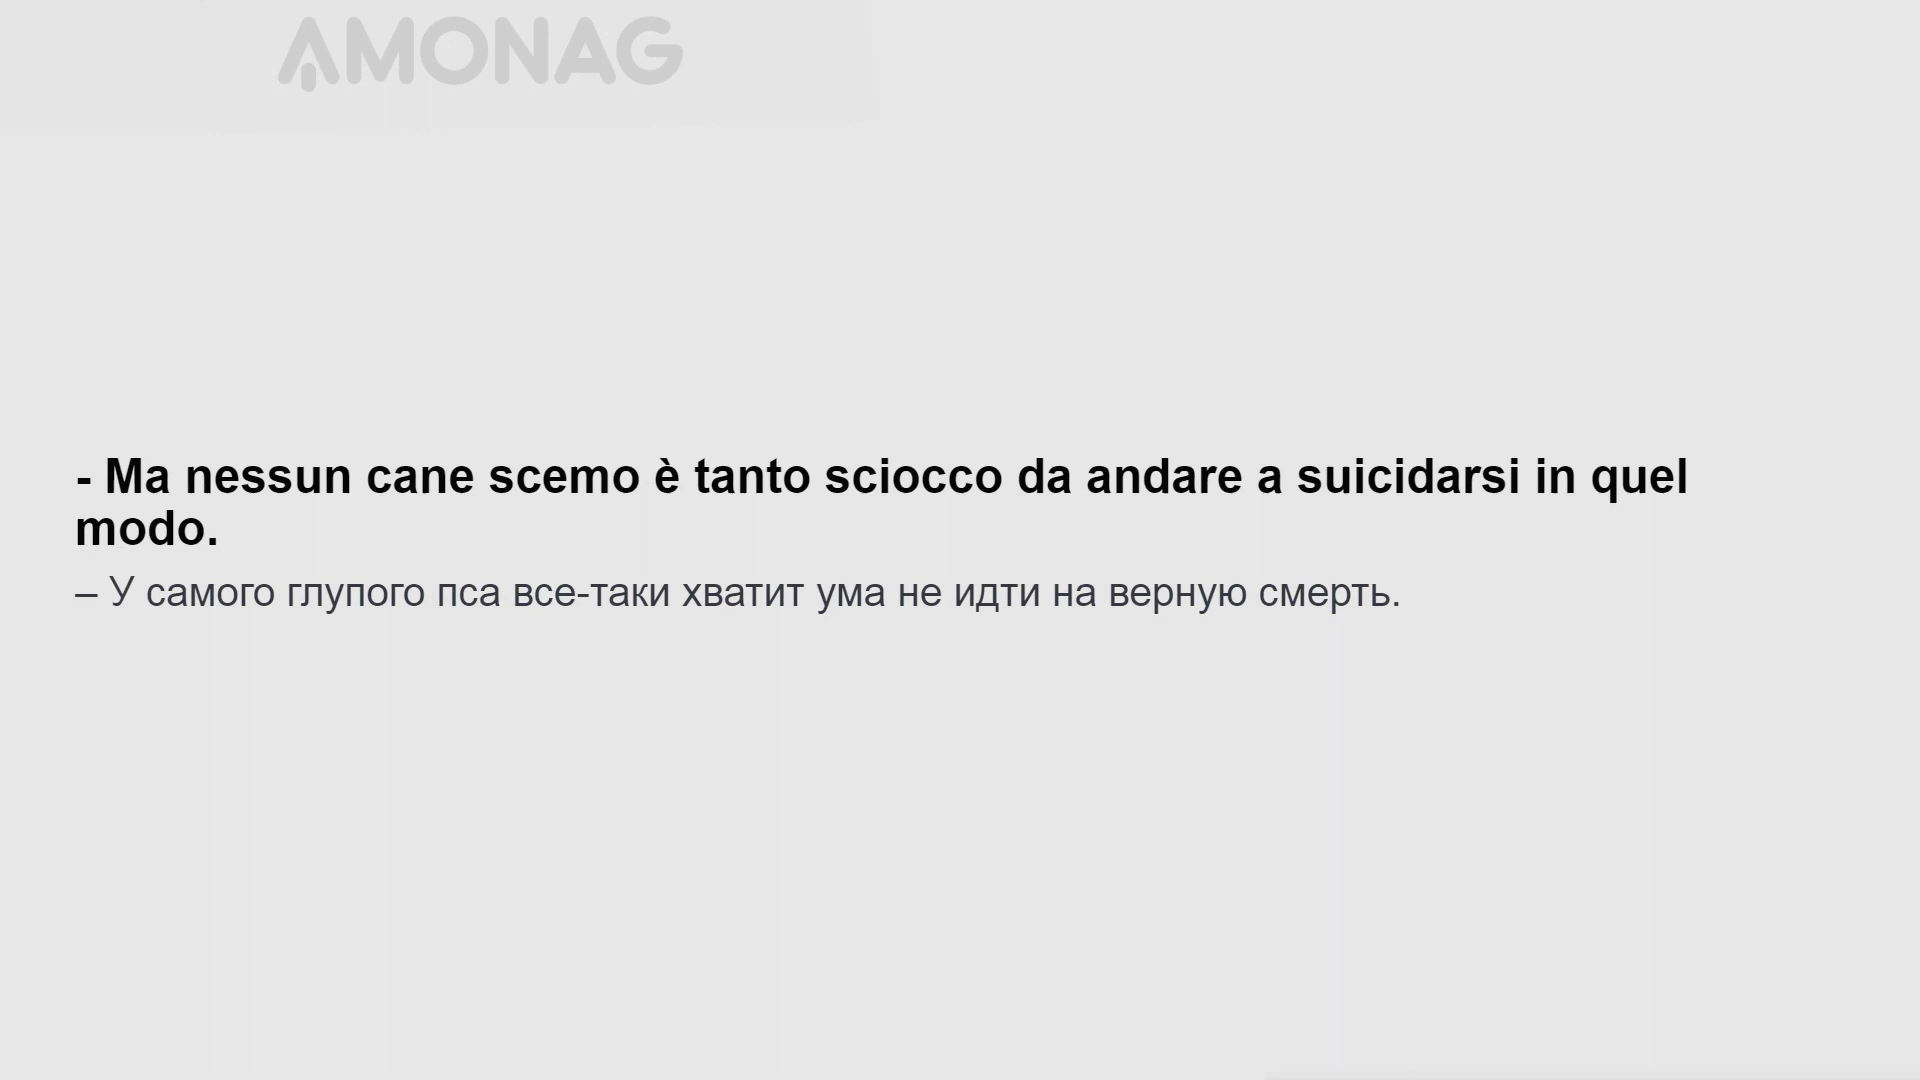 AMONAG
- Ma nessun cane scemo è tanto sciocco da andare a suicidarsi in quel
modo.
– У самого глупого пса все-таки хватит ума не идти на верную смерть.